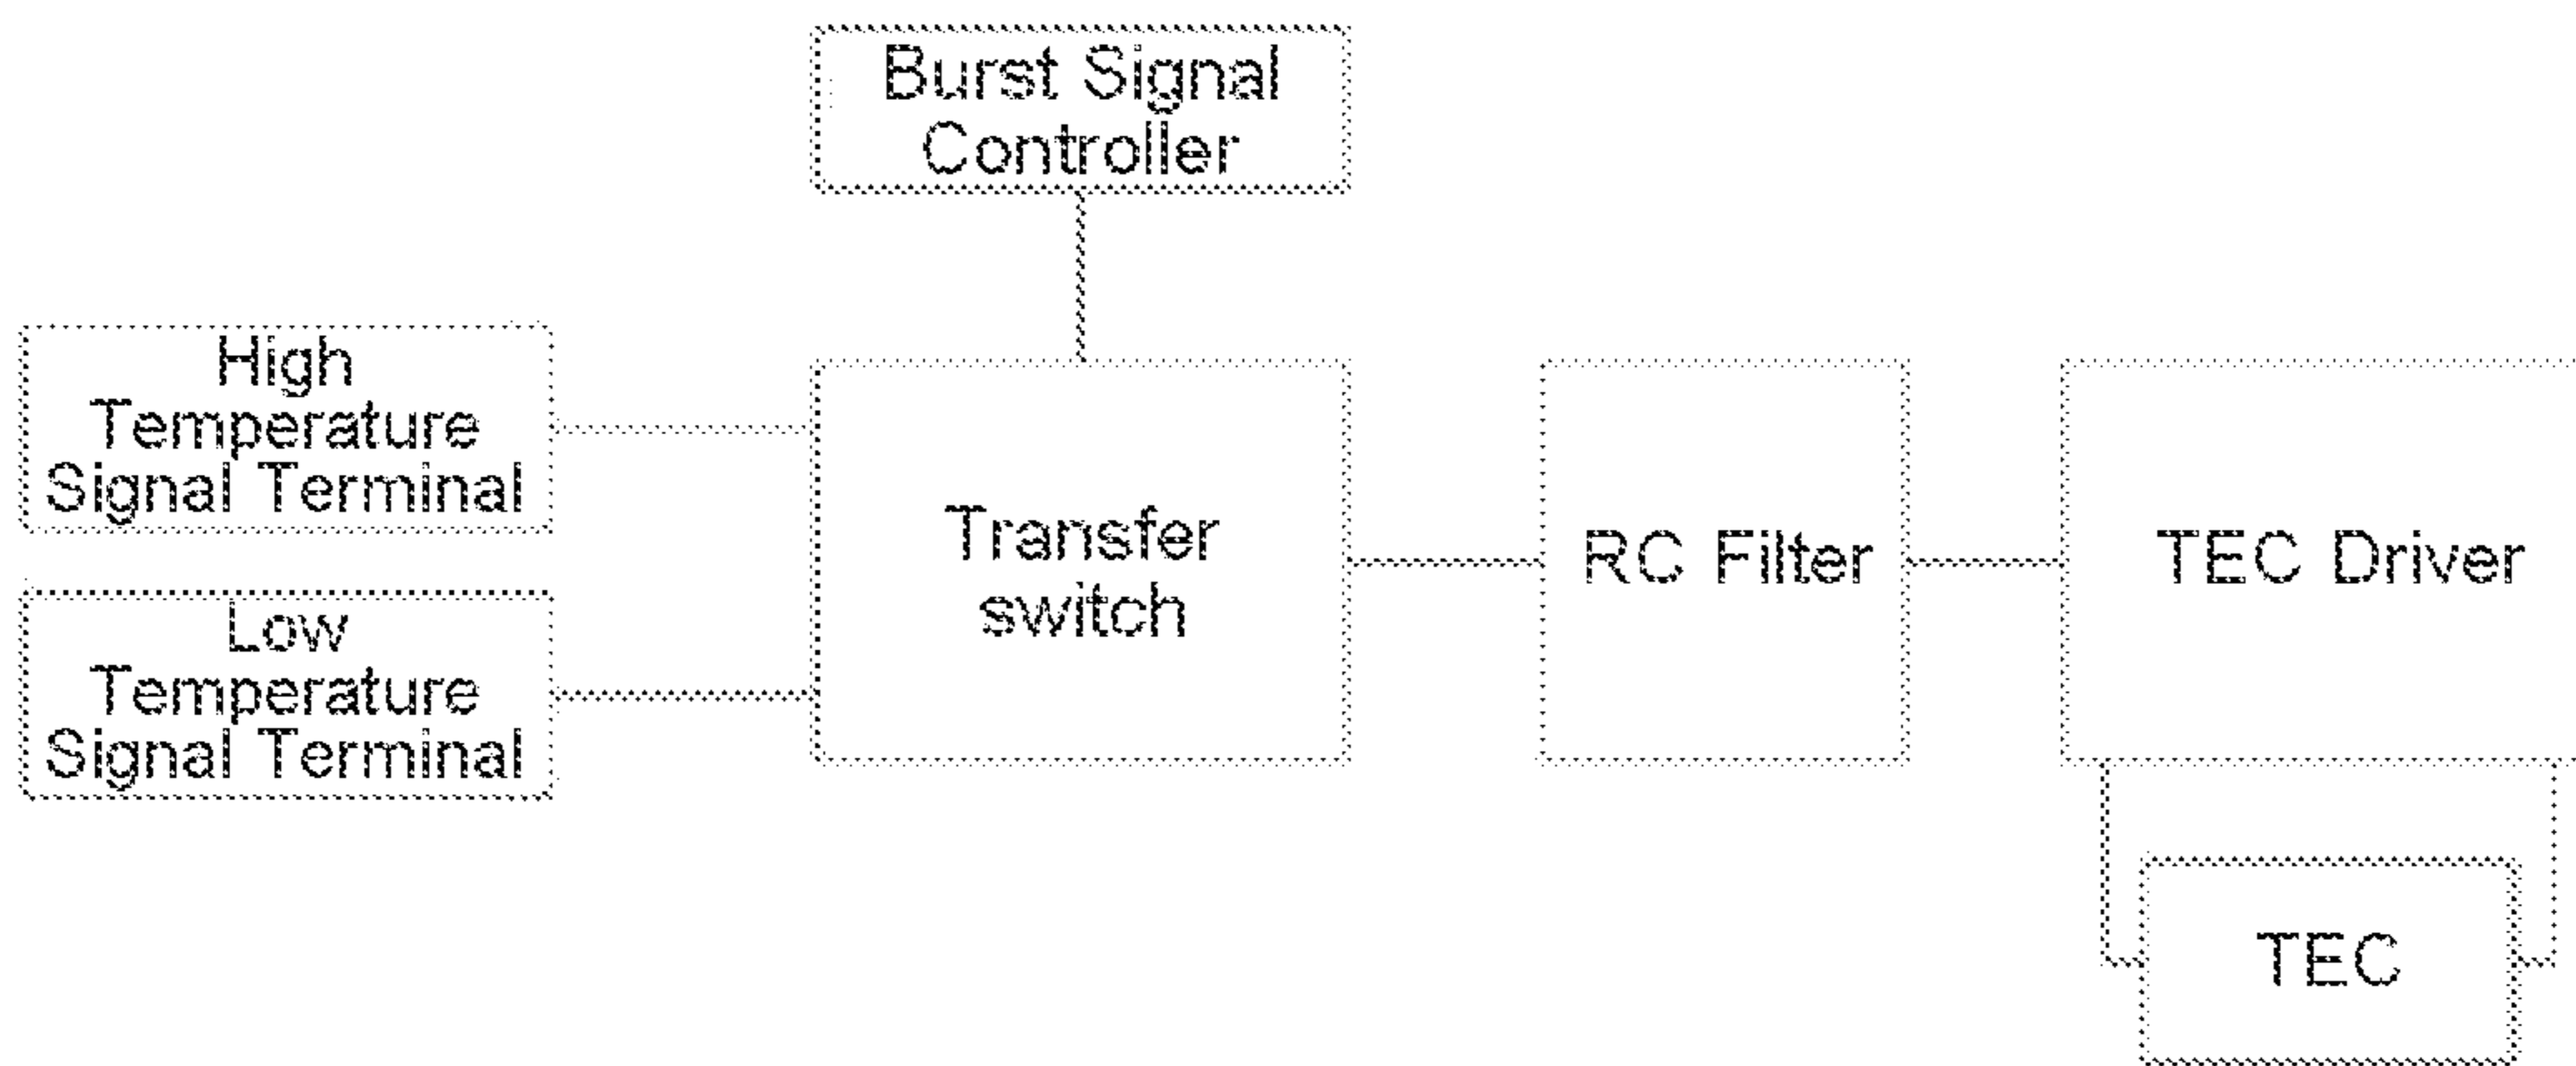 Burst Signal
Controller
High
Temperature
Signal Terminal
Low
Temperature
Signal Terminal
Transfer
switch
RC Filter
TEC Driver
TEC